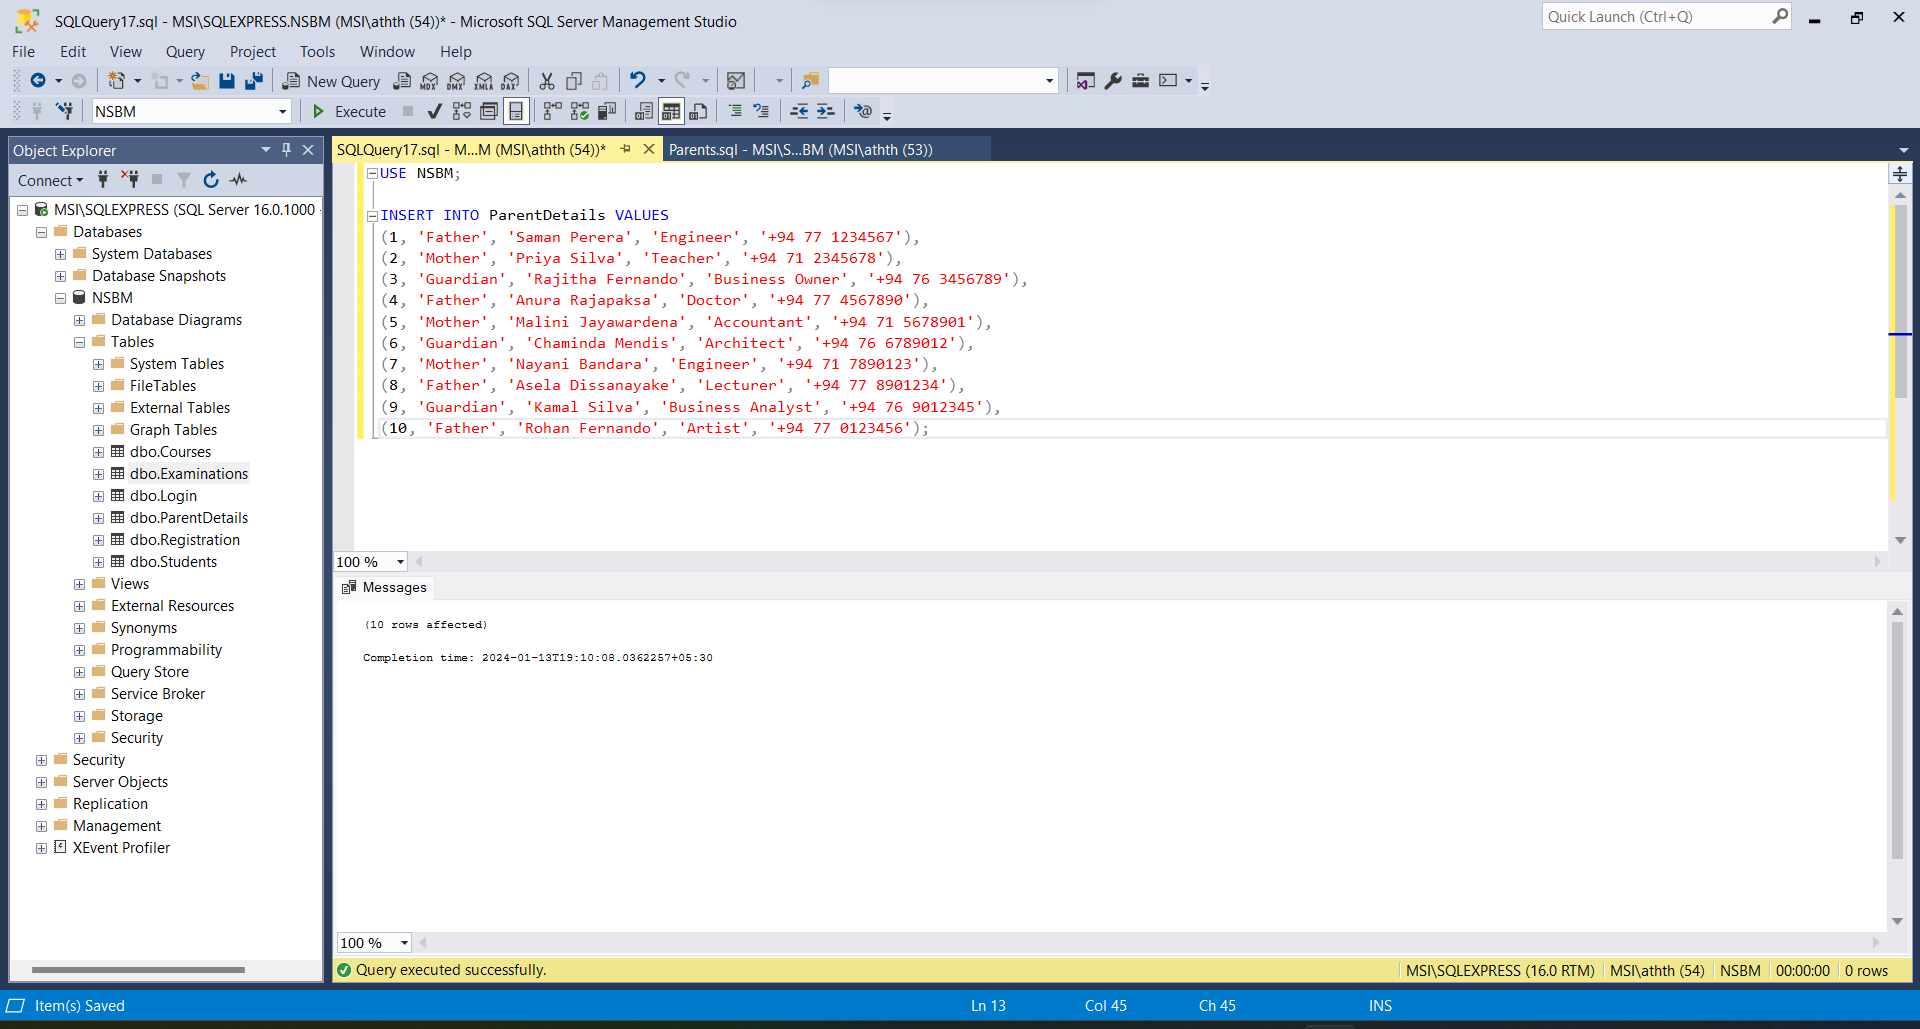 SQLQuery17.sql - MSI\SQLEXPRESS.NSBM (MSI\athth (54))* - Microsoft SQL Server Management Studio
Quick Launch (Ctrl+Q)
File Edit View Query Project Tools Window Help
New Query MDX DMX XMLA DAX
NSBM Execute
Object Explorer
SQLQuery17.sql - M...M (MSI\athth (54))* Parents.sql - MSI\S...BM (MSI\athth (53))
Connect
MSI\SQLEXPRESS (SQL Server 16.0.1000 -
Databases
System Databases
Database Snapshots
NSBM
Database Diagrams
Tables
System Tables
FileTables
External Tables
Graph Tables
dbo.Courses
dbo.Examinations
dbo.Login
dbo.ParentDetails
dbo.Registration
dbo.Students
Views
External Resources
Synonyms
Programmability
Query Store
Service Broker
Storage
Security
Security
Server Objects
Replication
Management
XEvent Profiler
USE NSBM;
INSERT INTO ParentDetails VALUES
(1, 'Father', 'Saman Perera', 'Engineer', '+94 77 1234567'),
(2, 'Mother', 'Priya Silva', 'Teacher', '+94 71 2345678'),
(3, 'Guardian', 'Rajitha Fernando', 'Business Owner', '+94 76 3456789'),
(4, 'Father', 'Anura Rajapaksa', 'Doctor', '+94 77 4567890'),
(5, 'Mother', 'Malini Jayawardena', 'Accountant', '+94 71 5678901'),
(6, 'Guardian', 'Chaminda Mendis', 'Architect', '+94 76 6789012'),
(7, 'Mother', 'Nayani Bandara', 'Engineer', '+94 71 7890123'),
(8, 'Father', 'Asela Dissanayake', 'Lecturer', '+94 77 8901234'),
(9, 'Guardian', 'Kamal Silva', 'Business Analyst', '+94 76 9012345'),
(10, 'Father', 'Rohan Fernando', 'Artist', '+94 77 0123456');
100 %
Messages
(10 rows affected)
Completion time: 2024-01-13T19:10:08.0362257+05:30
100 %
Query executed successfully. MSI\SQLEXPRESS (16.0 RTM) MSI\athth (54) NSBM 00:00:00 0 rows
Item(s) Saved Ln 13 Col 45 Ch 45 INS